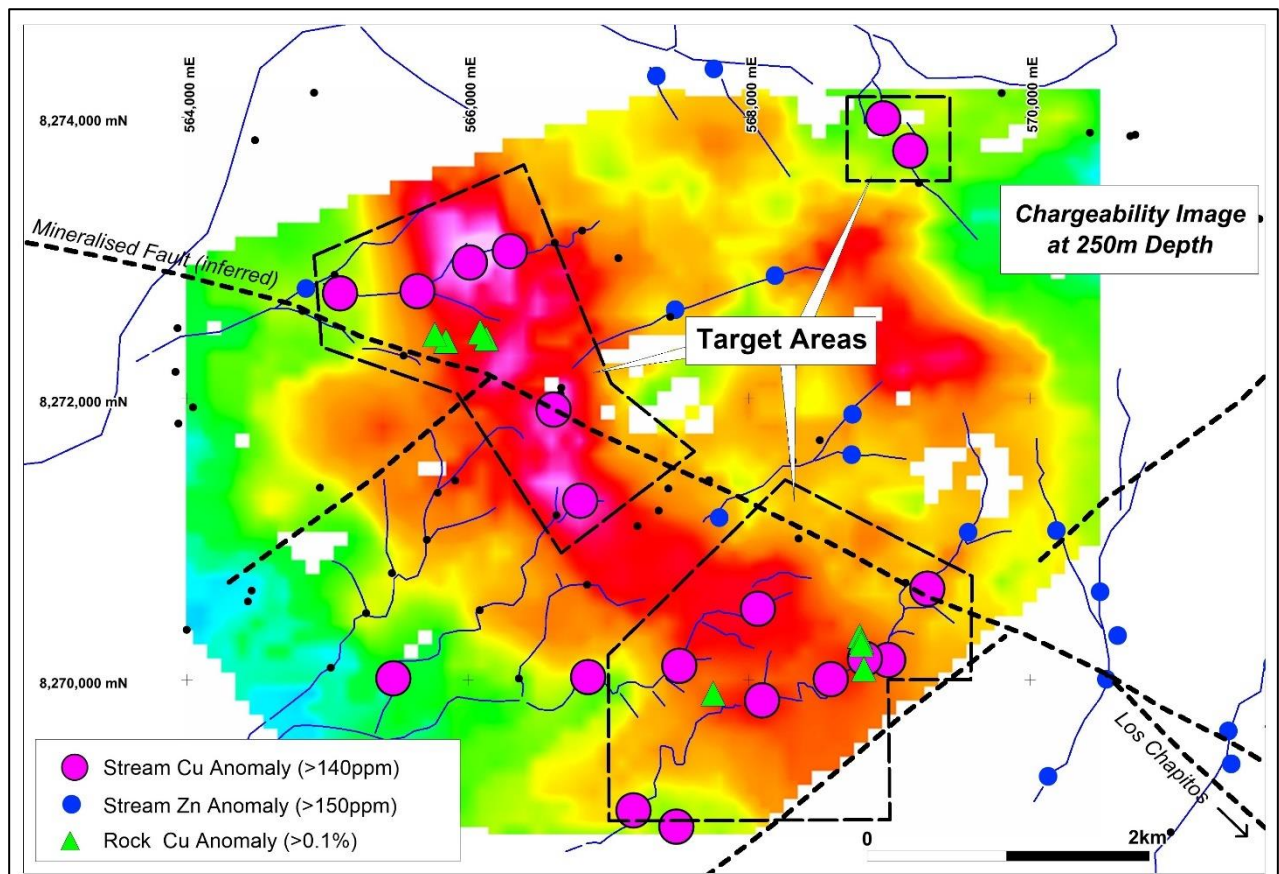 564,000 mE
566,000 mE
568,000 mE
570,000 mE
8,274,000 mN
Chargeability Image
at 250m Depth
Mineralised Fault (inferred)
Target Areas
8,272,000 mN
8,270,000 mN
Los Chapitos
Stream Cu Anomaly (>140ppm)
Stream Zn Anomaly (>150ppm)
Rock Cu Anomaly (>0.1%)
0 2km